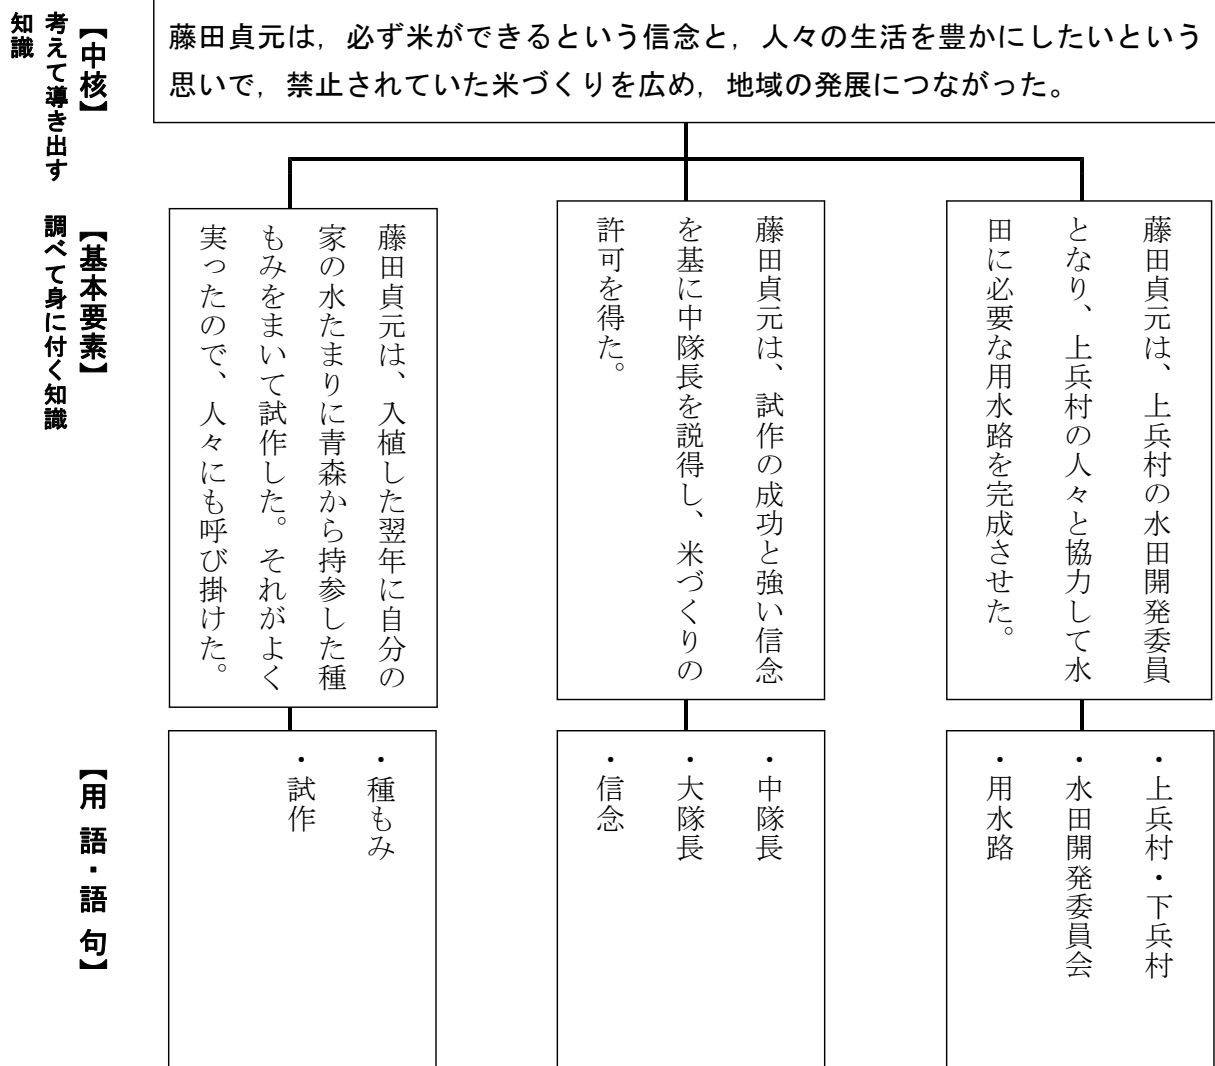 【中核】
考えて導き出す
知識
藤田貞元は，必ず米ができるという信念と，人々の生活を豊かにしたいという
思いで，禁止されていた米づくりを広め，地域の発展につながった。
【基本要素】
調べて身に付く知識
藤田貞元は、上兵村の水田開発委員
となり、上兵村の人々と協力して水
田に必要な用水路を完成させた。
藤田貞元は、試作の成功と強い信念
を基に中隊長を説得し、米づくりの
許可を得た。
藤田貞元は、入植した翌年に自分の
家の水たまりに青森から持参した種
もみをまいて試作した。それがよく
実ったので、人々にも呼び掛けた。
【用語・語句】
・上兵村・下兵村
・水田開発委員会
・用水路
・中隊長
・大隊長
・信念
・種もみ
・試作